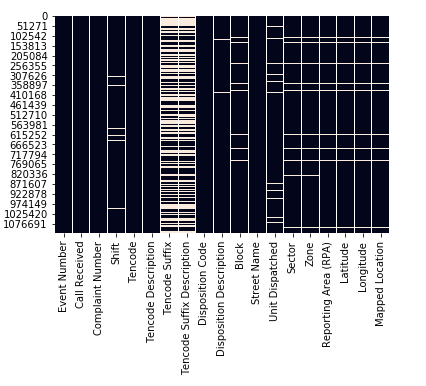 0
51271
102542
153813
205084
256355
307626
358897
410168
461439
512710
563981
615252
666523
717794
769065
820336
871607
922878
974149
1025420
1076691
Event Number
Call Received
Complaint Number
Shift
Tencode
Tencode Description
Tencode Suffix
Tencode Suffix Description
Disposition Code
Disposition Description
Block
Street Name
Unit Dispatched
Sector
Zone
Reporting Area (RPA)
Latitude
Longitude
Mapped Location